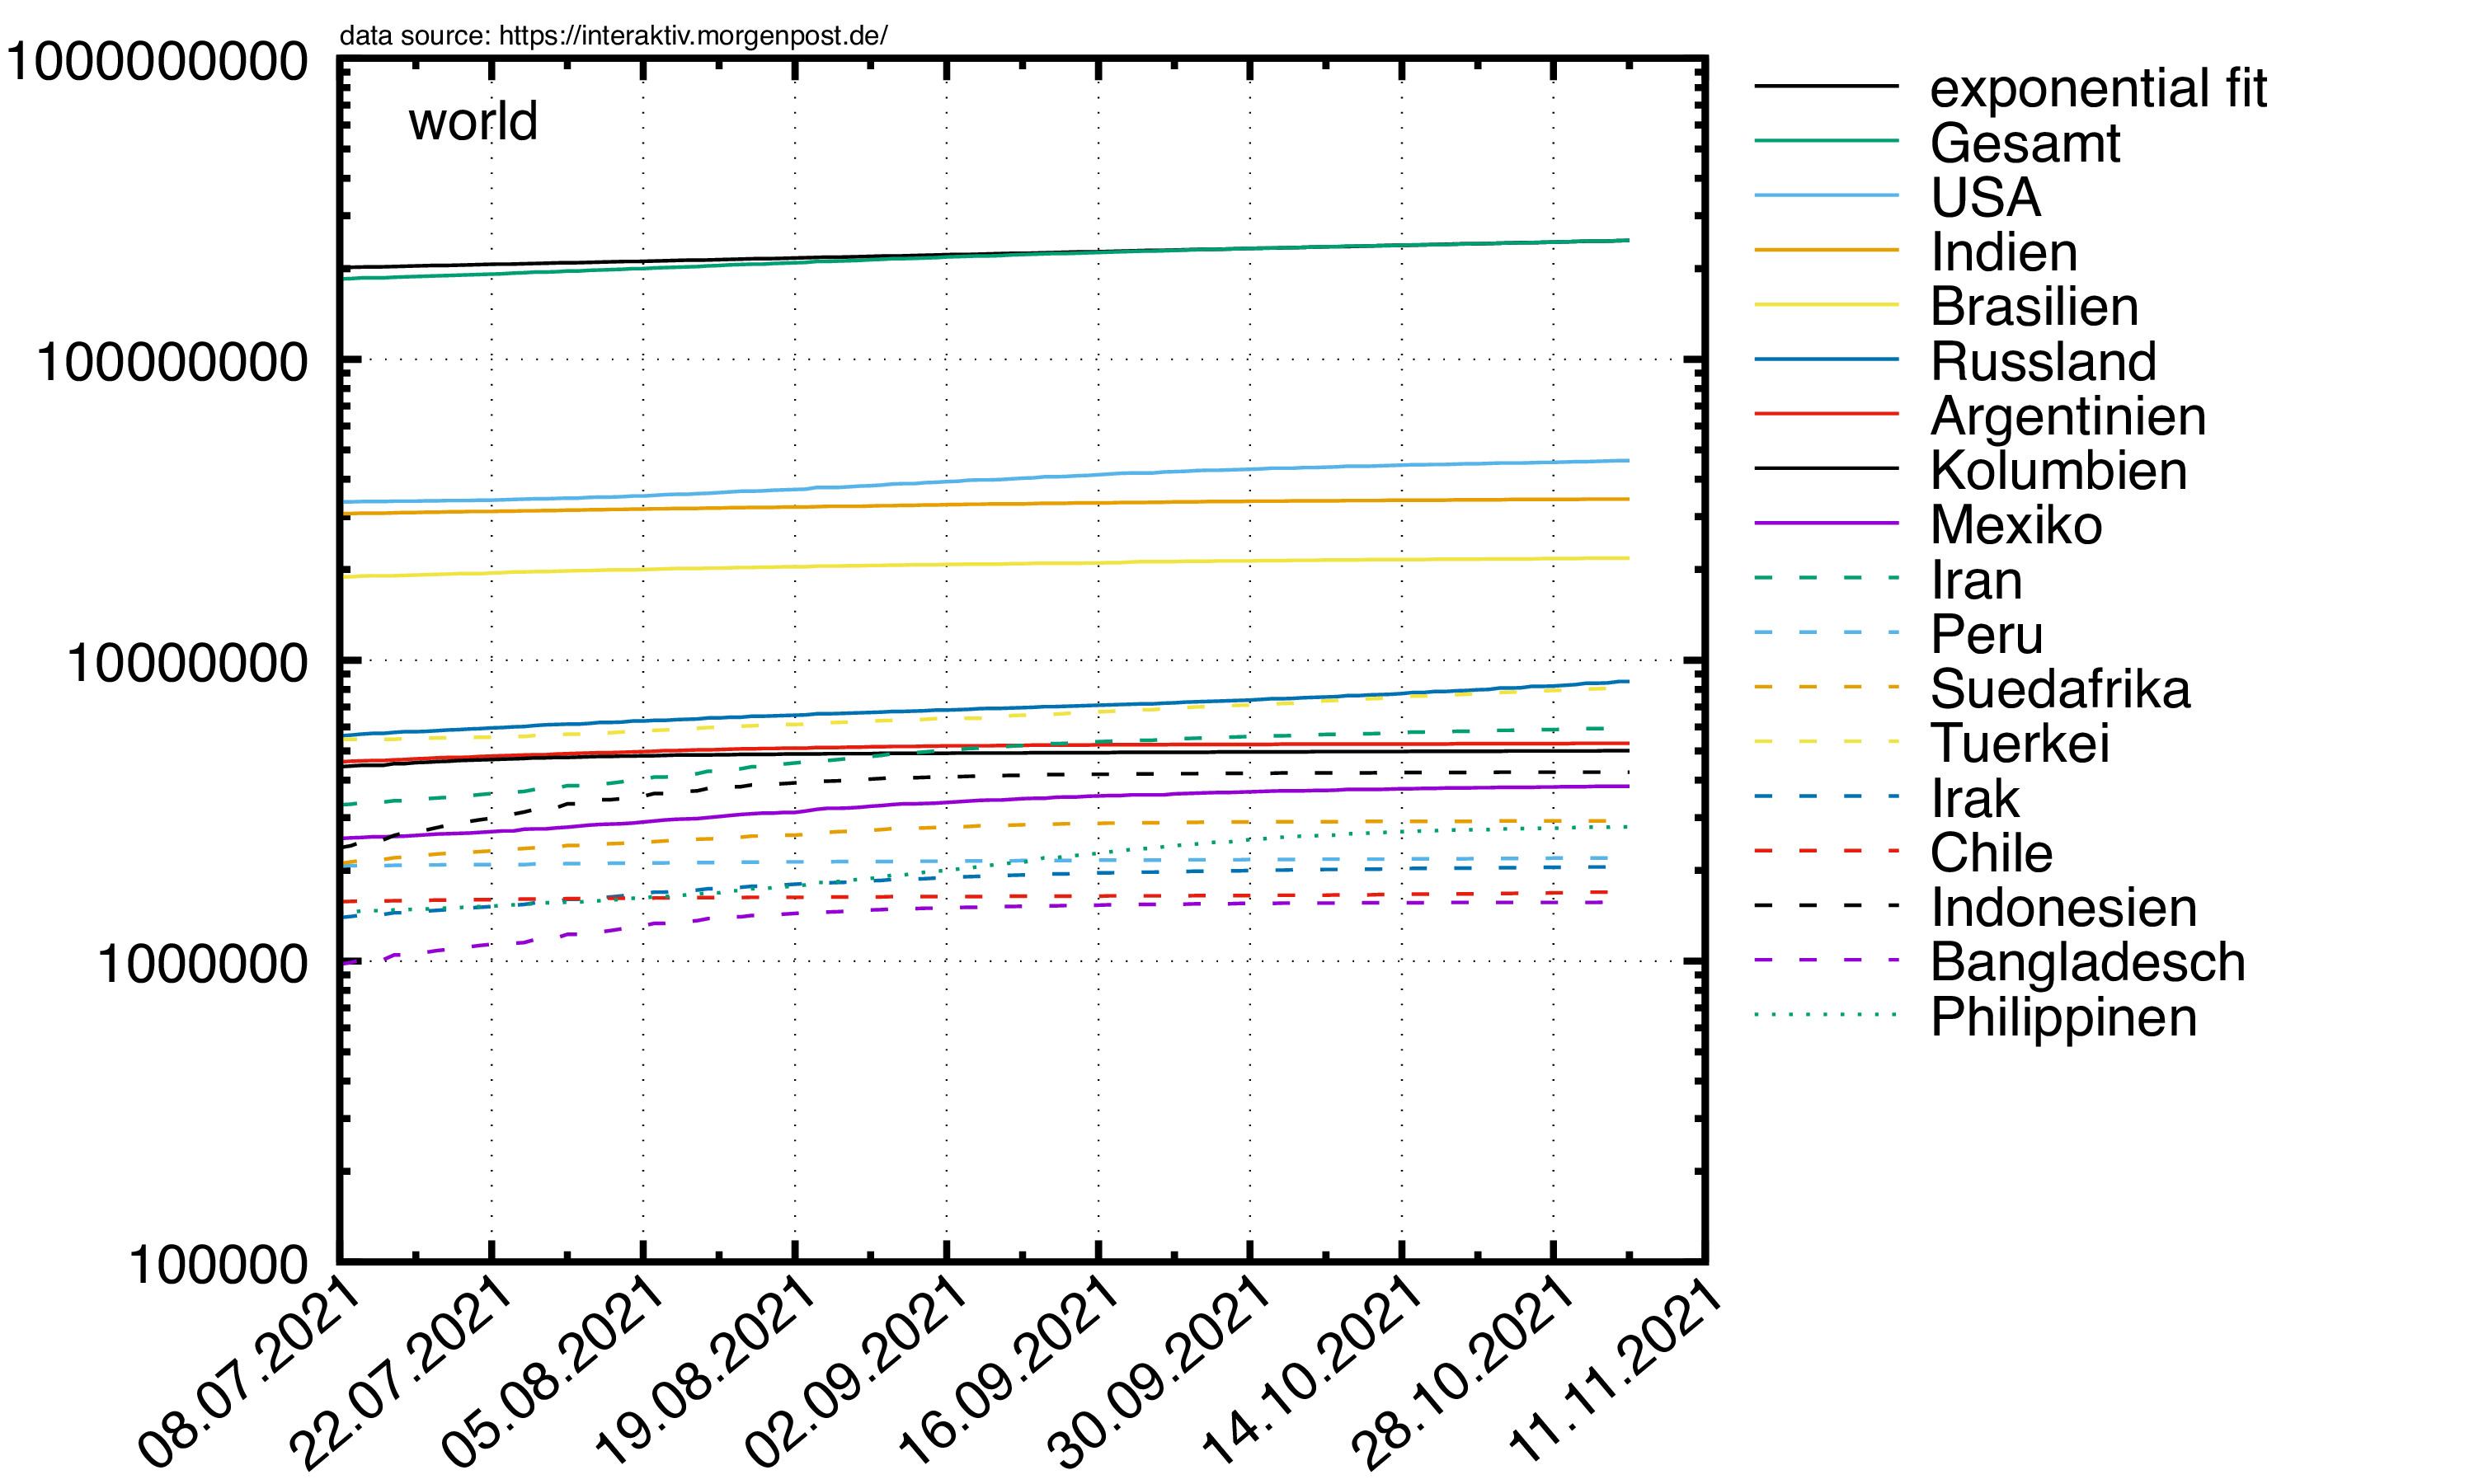 data source: https://interaktiv.morgenpost.de/
1000000000
100000000
10000000
1000000
100000
world
exponential fit
Gesamt
USA
Indien
Brasilien
Russland
Argentinien
Kolumbien
Mexiko
Iran
Peru
Suedafrika
Tuerkei
Irak
Chile
Indonesien
Bangladesch
Philippinen
08.07.2021
22.07.2021
05.08.2021
19.08.2021
02.09.2021
16.09.2021
30.09.2021
14.10.2021
28.10.2021
11.11.2021